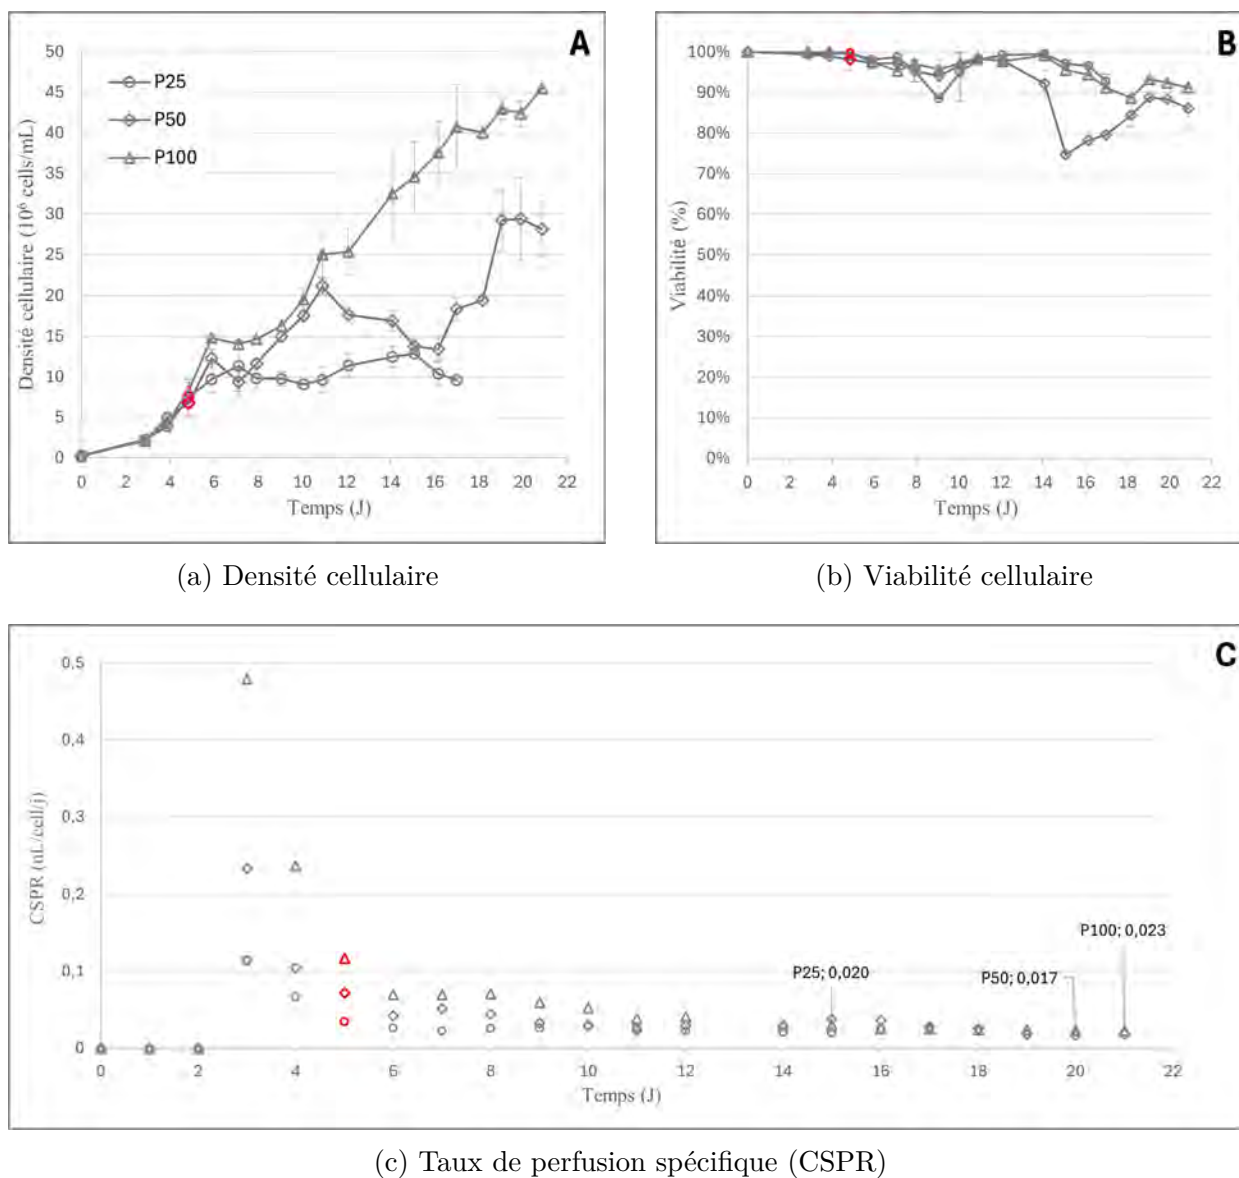 A
50
45
40
35
30
25
20
15
10
5
0
P25
P50
P100
Densité cellulaire (10⁶ cells/mL)
0 2 4 6 8 10 12 14 16 18 20 22
Temps (J)
(a) Densité cellulaire
B
100%
90%
80%
70%
60%
50%
40%
30%
20%
10%
0%
Viabilité (%)
0 2 4 6 8 10 12 14 16 18 20 22
Temps (J)
(b) Viabilité cellulaire
C
0,5
0,4
0,3
0,2
0,1
0
CSPR (nL/cell/j)
P25; 0,020
P50; 0,017
P100; 0,023
0 2 4 6 8 10 12 14 16 18 20 22
Temps (J)
(c) Taux de perfusion spécifique (CSPR)